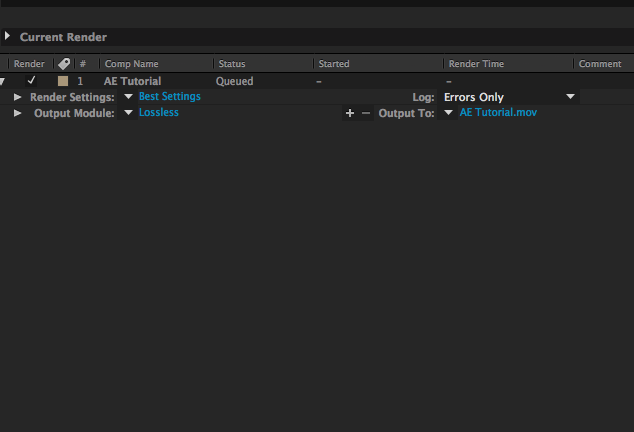 Current Render
Render # Comp Name Status Started Render Time Comment
1 AE Tutorial Queued – –
Render Settings: Best Settings Log: Errors Only
Output Module: Lossless + – Output To: AE Tutorial.mov